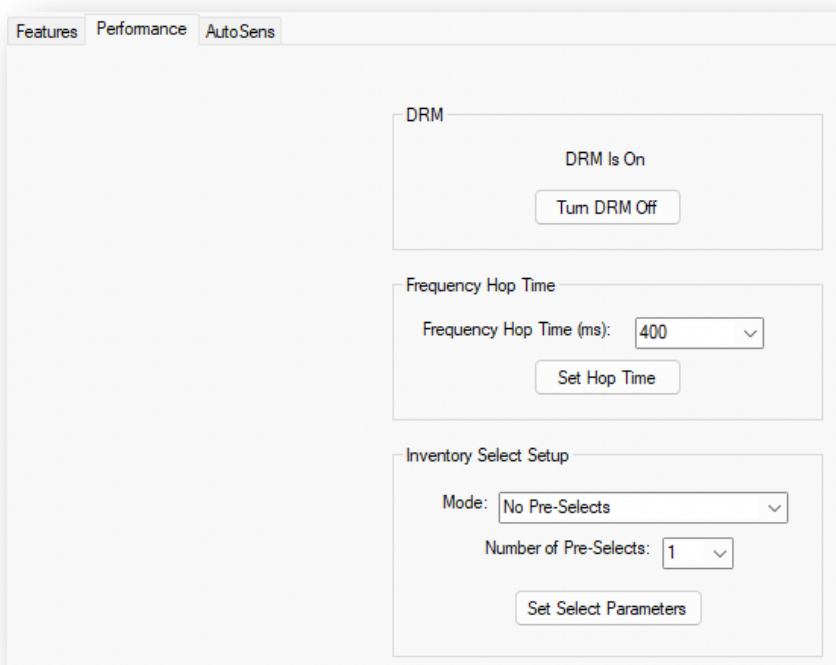 Features Performance AutoSens
DRM
DRM Is On
Turn DRM Off
Frequency Hop Time
Frequency Hop Time (ms): 400
Set Hop Time
Inventory Select Setup
Mode: No Pre-Selects
Number of Pre-Selects: 1
Set Select Parameters